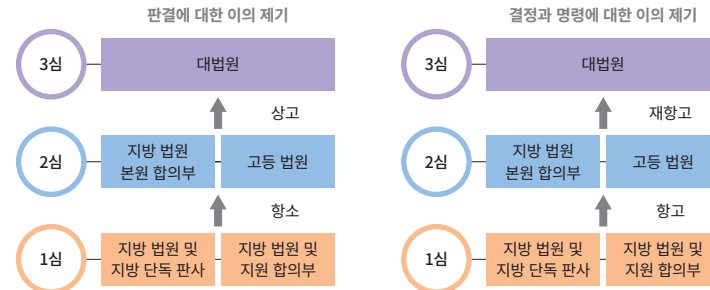 판결에 대한 이의 제기
3심
대법원
상고
2심
지방 법원
본원 합의부
고등 법원
항소
1심
지방 법원 및
지방 단독 판사
지방 법원 및
지원 합의부
결정과 명령에 대한 이의 제기
3심
대법원
재항고
2심
지방 법원
본원 합의부
고등 법원
항고
1심
지방 법원 및
지방 단독 판사
지방 법원 및
지원 합의부